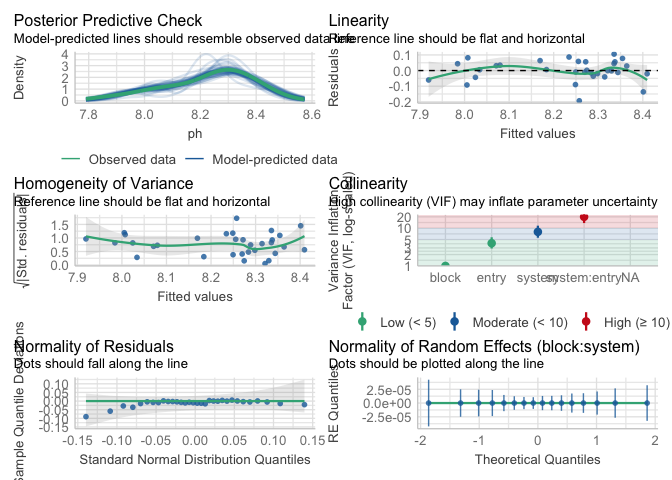 Posterior Predictive Check
Model-predicted lines should resemble observed data line
Density
4
3
2
1
0
7.8
8.0
8.2
8.4
8.6
ph
Observed data
Model-predicted data
Linearity
Reference line should be flat and horizontal
Residuals
0.1
0.0
-0.1
-0.2
7.9
8.0
8.1
8.2
8.3
8.4
Fitted values
Homogeneity of Variance
Reference line should be flat and horizontal
√|Std. residuals|
1.5
1.0
0.5
0.0
7.9
8.0
8.1
8.2
8.3
8.4
Fitted values
Collinearity
High collinearity (VIF) may inflate parameter uncertainty
Variance Inflation
Factor (VIF, log-scaled)
20
10
5
3
2
1
block
entry
system
system:entry
NA
Low (< 5)
Moderate (< 10)
High (≥ 10)
Normality of Residuals
Dots should fall along the line
Sample Quantile Deviations
0.10
0.05
0.00
-0.05
-0.10
-0.15
-0.15
-0.10
-0.05
0.00
0.05
0.10
0.15
Standard Normal Distribution Quantiles
Normality of Random Effects (block:system)
Dots should be plotted along the line
RE Quantiles
2.5e-05
0.0e+00
-2.5e-05
-2
-1
0
1
2
Theoretical Quantiles